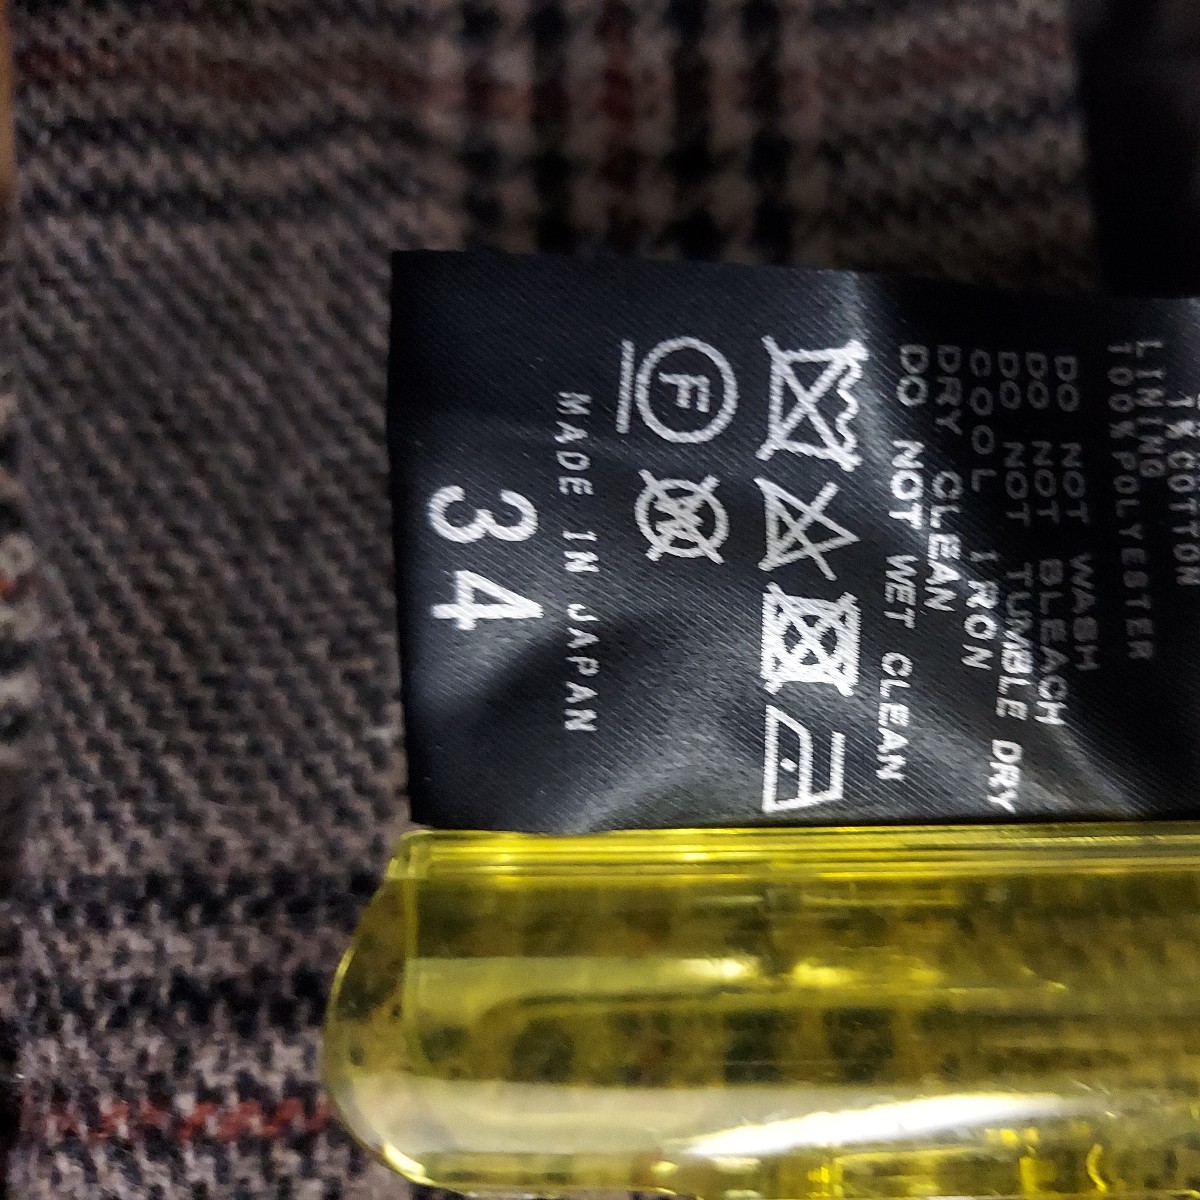 1% COTTON
LINING
100% POLYESTER
DO NOT WASH
DO NOT BLEACH
DO NOT TUMBLE DRY
COOL IRON
DRY CLEAN
DO NOT WET CLEAN
F
W
MADE IN JAPAN
34